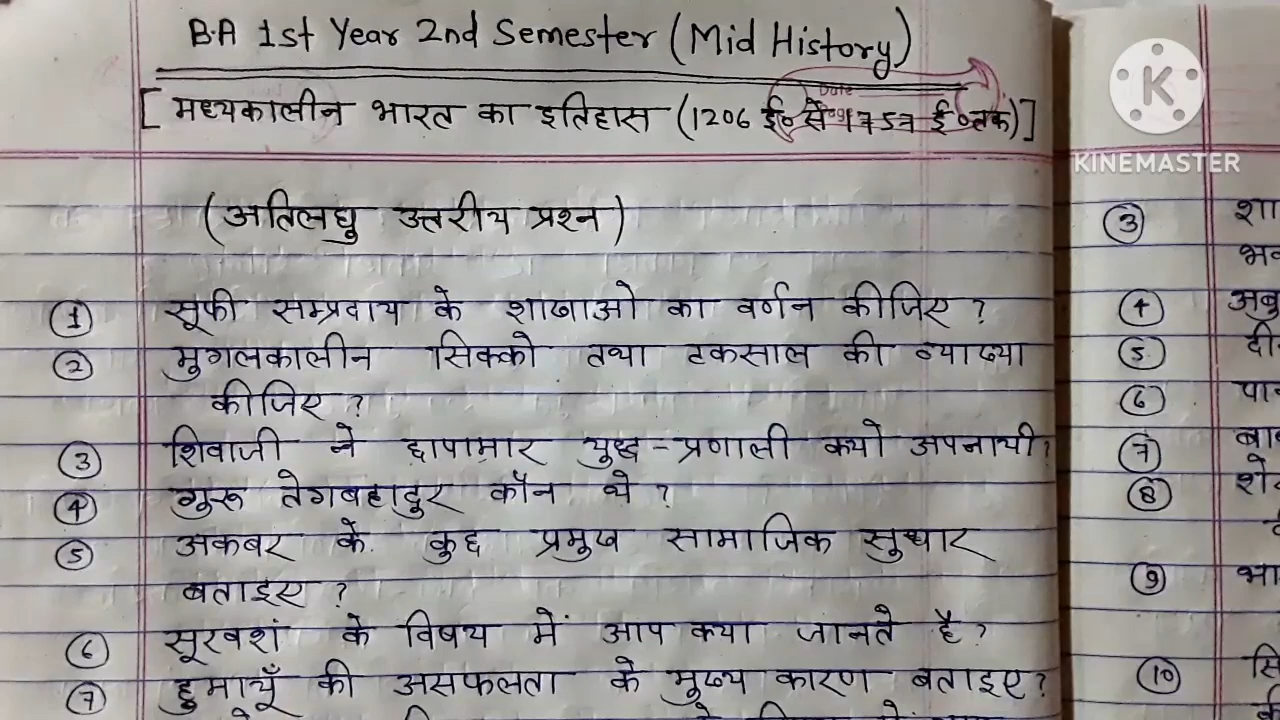 B.A 1st Year 2nd Semester (Mid History)
[मध्यकालीन भारत का इतिहास (1206 ई० से 1757 ई० तक)]
KINEMASTER
(अतिलघु उत्तरीय प्रश्न)
① सूफी सम्प्रदाय के शाखाओ का वर्णन कीजिए ?
② मुगलकालीन सिक्को तथा टकसाल की व्याख्या
कीजिए ?
③ शिवाजी ने छापामार युद्ध-प्रणाली क्यो अपनायी?
④ गुरू तेगबहादुर कौन थे ?
⑤ अकबर के कुछ प्रमुख सामाजिक सुधार
बताइए ?
⑥ सूरवशं के विषय में आप क्या जानते है ?
⑦ हुमायूँ की असफलता के मुख्य कारण बताइए?
③ शा
भक
④ अबु
⑤
⑥ पान
⑦ बाब
⑧
⑨ भा
⑩ सि